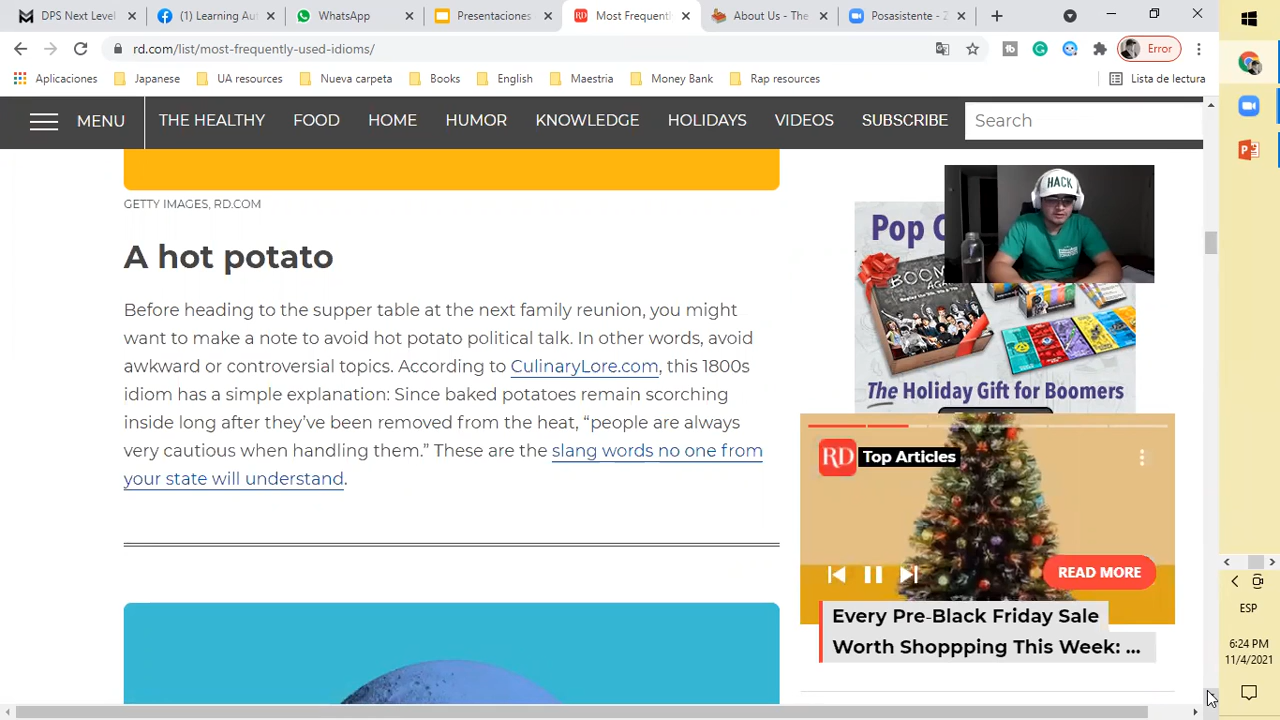 DPS Next Level
(1) Learning Au
WhatsApp
Presentaciones
Most Frequent
About Us - The
Posasistente - 2
rd.com/list/most-frequently-used-idioms/
Error
Aplicaciones
Japanese
UA resources
Nueva carpeta
Books
English
Maestria
Money Bank
Rap resources
Lista de lectura
MENU
THE HEALTHY
FOOD
HOME
HUMOR
KNOWLEDGE
HOLIDAYS
VIDEOS
SUBSCRIBE
Search
GETTY IMAGES, RD.COM
A hot potato
Before heading to the supper table at the next family reunion, you might
want to make a note to avoid hot potato political talk. In other words, avoid
awkward or controversial topics. According to CulinaryLore.com, this 1800s
idiom has a simple explanation: Since baked potatoes remain scorching
inside long after they've been removed from the heat, “people are always
very cautious when handling them.” These are the slang words no one from
your state will understand.
HACK
Pop
BOOM
AGAIN
The Holiday Gift for Boomers
RD
Top Articles
READ MORE
Every Pre-Black Friday Sale
Worth Shoppping This Week: ...
ESP
6:24 PM
11/4/2021